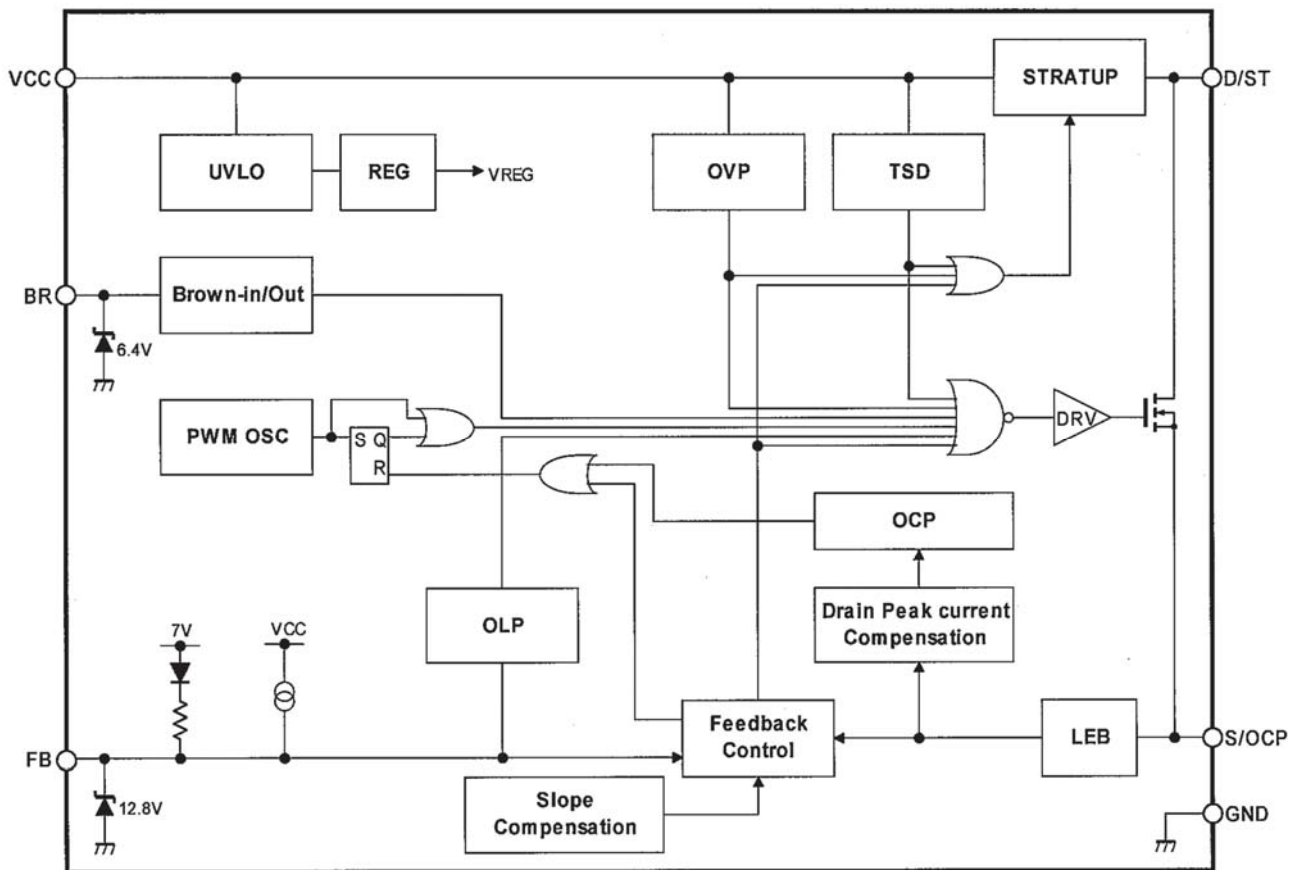 VCC
STRATUP
D/ST
UVLO
REG
VREG
OVP
TSD
BR
Brown-in/Out
6.4V
PWM OSC
S Q
R
DRV
OCP
OLP
Drain Peak current
Compensation
7V
VCC
FB
Feedback
Control
LEB
S/OCP
12.8V
Slope
Compensation
GND